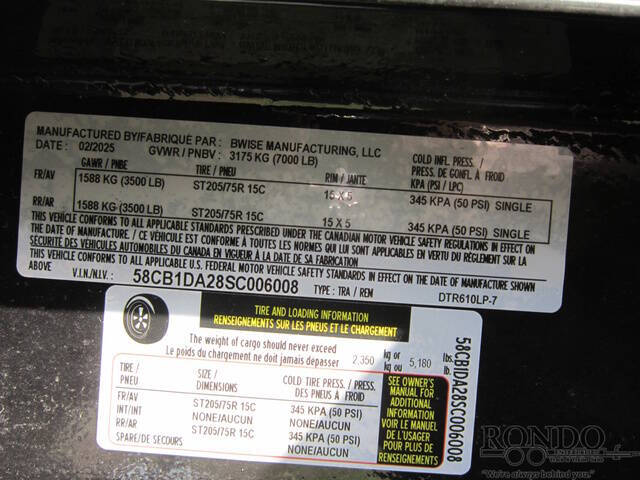 MANUFACTURED BY/FABRIQUÉ PAR : BWISE MANUFACTURING, LLC
DATE : 02/2025 GVWR / PNBV : 3175 KG (7000 LB)
GAWR / PNBE TIRE / PNEU RIM / JANTE COLD INFL. PRESS. / PRESS. DE GONFL. À FROID KPA (PSI / LPC)
FR/AV 1588 KG (3500 LB) ST205/75R 15C 15 X 5 345 KPA (50 PSI) SINGLE
RR/AR 1588 KG (3500 LB) ST205/75R 15C 15 X 5 345 KPA (50 PSI) SINGLE
THIS VEHICLE CONFORMS TO ALL APPLICABLE STANDARDS PRESCRIBED UNDER THE CANADIAN MOTOR VEHICLE SAFETY REGULATIONS IN EFFECT ON
THE DATE OF MANUFACTURE / CE VÉHICULE EST CONFORME À TOUTES LES NORMES QUI LUI SONT APPLICABLES EN VERTU DU RÈGLEMENT SUR LA
SÉCURITÉ DES VÉHICULES AUTOMOBILES DU CANADA EN VIGUEUR À LA DATE DE SA FABRICATION
THIS VEHICLE CONFORMS TO ALL APPLICABLE U.S. FEDERAL MOTOR VEHICLE SAFETY STANDARDS IN EFFECT ON THE DATE OF MANUFACTURE SHOWN
ABOVE
V.I.N./N.I.V.: 58CB1DA28SC006008 TYPE : TRA / REM DTR610LP-7
TIRE AND LOADING INFORMATION
RENSEIGNEMENTS SUR LES PNEUS ET LE CHARGEMENT
The weight of cargo should never exceed
Le poids du chargement ne doit jamais dépasser 2,350 kg or kg ou 5,180 lbs. lb.
TIRE / PNEU SIZE / DIMENSIONS COLD TIRE PRESS. / PRESS. DES PNEUS À FROID
FR/AV ST205/75R 15C 345 KPA (50 PSI)
INT/INT NONE/AUCUN NONE/AUCUN
RR/AR ST205/75R 15C 345 KPA (50 PSI)
SPARE/DE SECOURS NONE/AUCUN NONE/AUCUN
SEE OWNER'S
MANUAL FOR
ADDITIONAL
INFORMATION
VOIR LE MANUEL
DE L'USAGER
POUR PLUS DE
RENSEIGNEMENTS
58CB1DA28SC006008
RONDO
"We're always behind you."